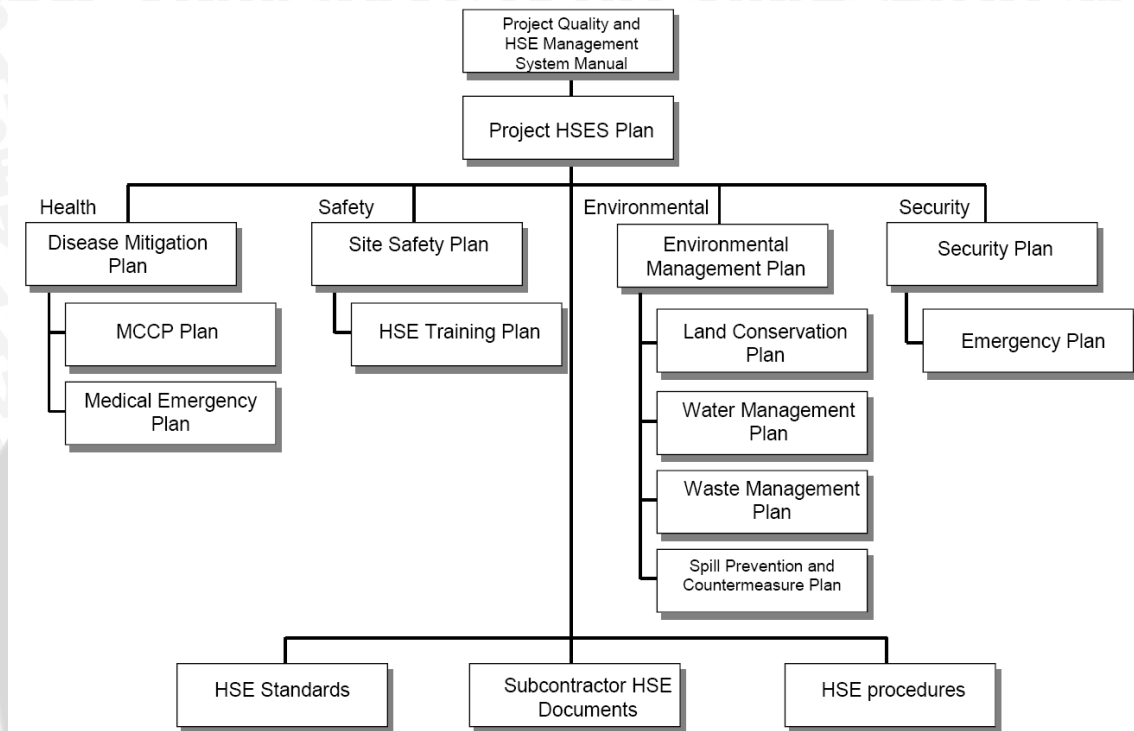 Project Quality and
HSE Management
System Manual
Project HSES Plan
Health
Disease Mitigation
Plan
MCCP Plan
Medical Emergency
Plan
Safety
Site Safety Plan
HSE Training Plan
Environmental
Environmental
Management Plan
Land Conservation
Plan
Water Management
Plan
Waste Management
Plan
Spill Prevention and
Countermeasure Plan
Security
Security Plan
Emergency Plan
HSE Standards
Subcontractor HSE
Documents
HSE procedures